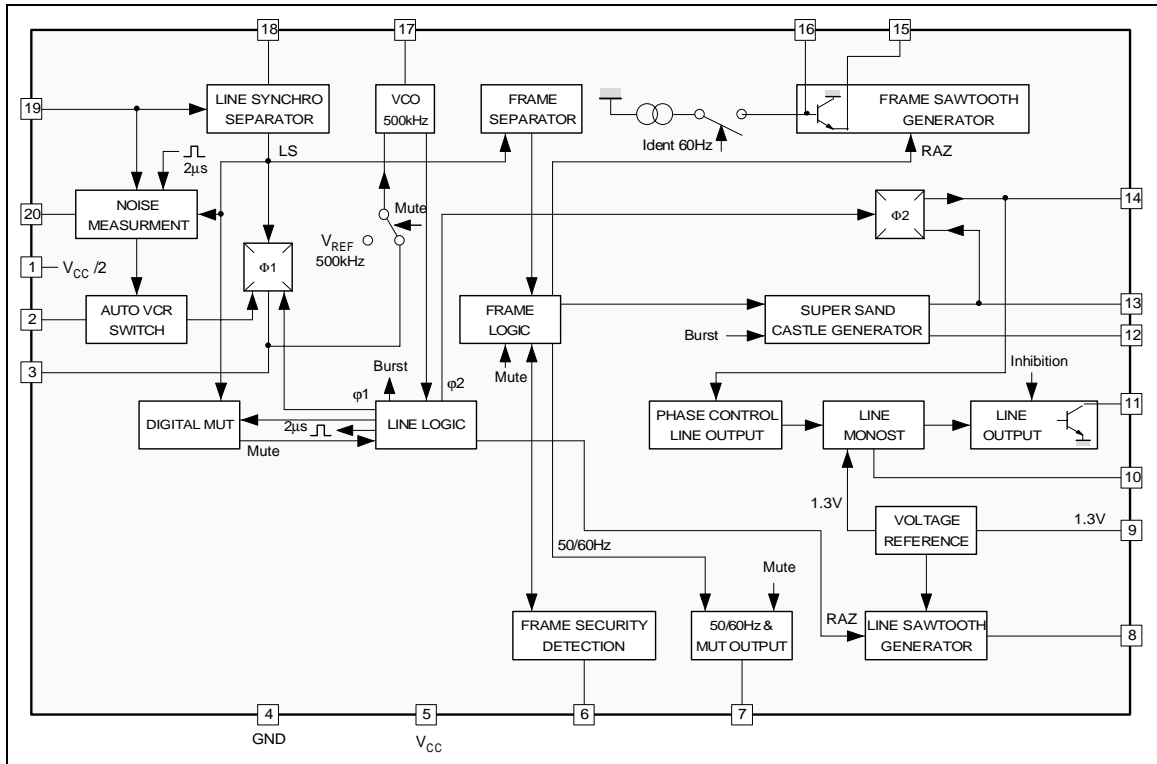 18
17
16
15
19
LINE SYNCHRO
SEPARATOR
VCO
500kHz
FRAME
SEPARATOR
FRAME SAWTOOTH
GENERATOR
Ident 60Hz
LS
RAZ
2µs
20
NOISE
MEASURMENT
Mute
Φ2
14
V_REF
500kHz
Φ1
1
V_CC /2
2
AUTO VCR
SWITCH
FRAME
LOGIC
SUPER SAND
CASTLE GENERATOR
13
Burst
12
3
Mute
Inhibition
Burst
φ1
φ2
DIGITAL MUT
2µs
LINE LOGIC
PHASE CONTROL
LINE OUTPUT
LINE
MONOST
LINE
OUTPUT
11
Mute
10
1.3V
VOLTAGE
REFERENCE
1.3V
9
50/60Hz
Mute
FRAME SECURITY
DETECTION
50/60Hz &
MUT OUTPUT
RAZ
LINE SAWTOOTH
GENERATOR
8
4
5
6
7
GND
V_CC